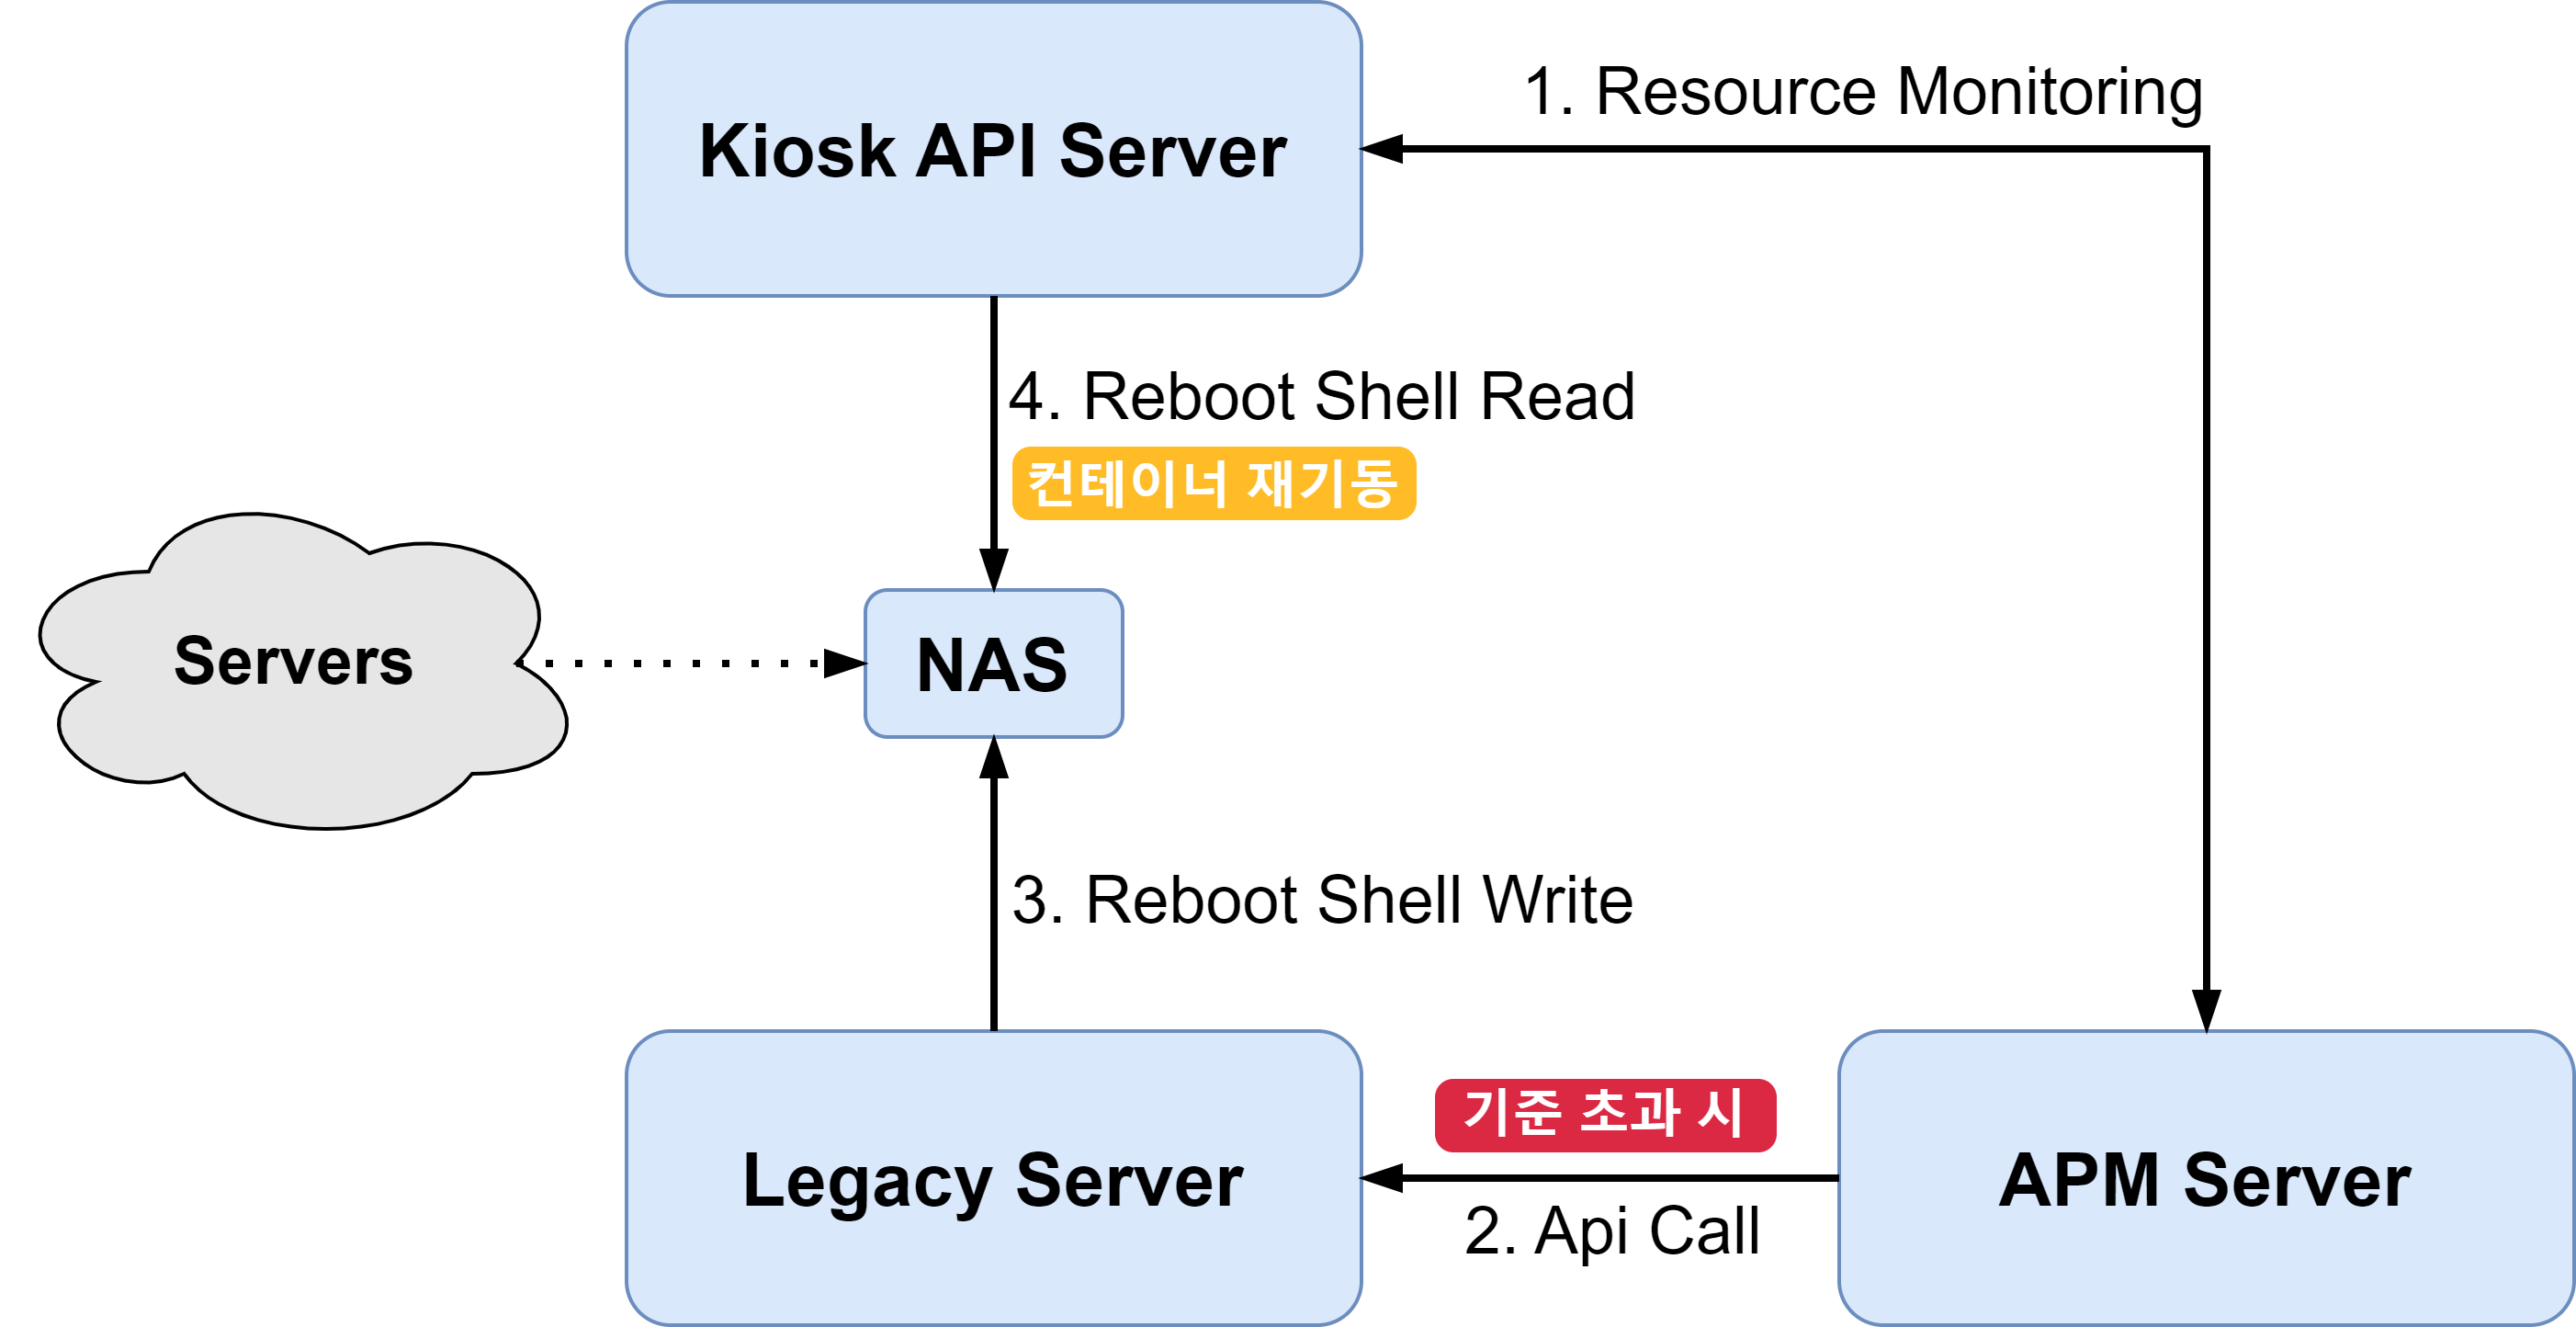 1. Resource Monitoring
Kiosk API Server
4. Reboot Shell Read
컨테이너 재기동
Servers
NAS
3. Reboot Shell Write
기준 초과 시
Legacy Server
APM Server
2. Api Call